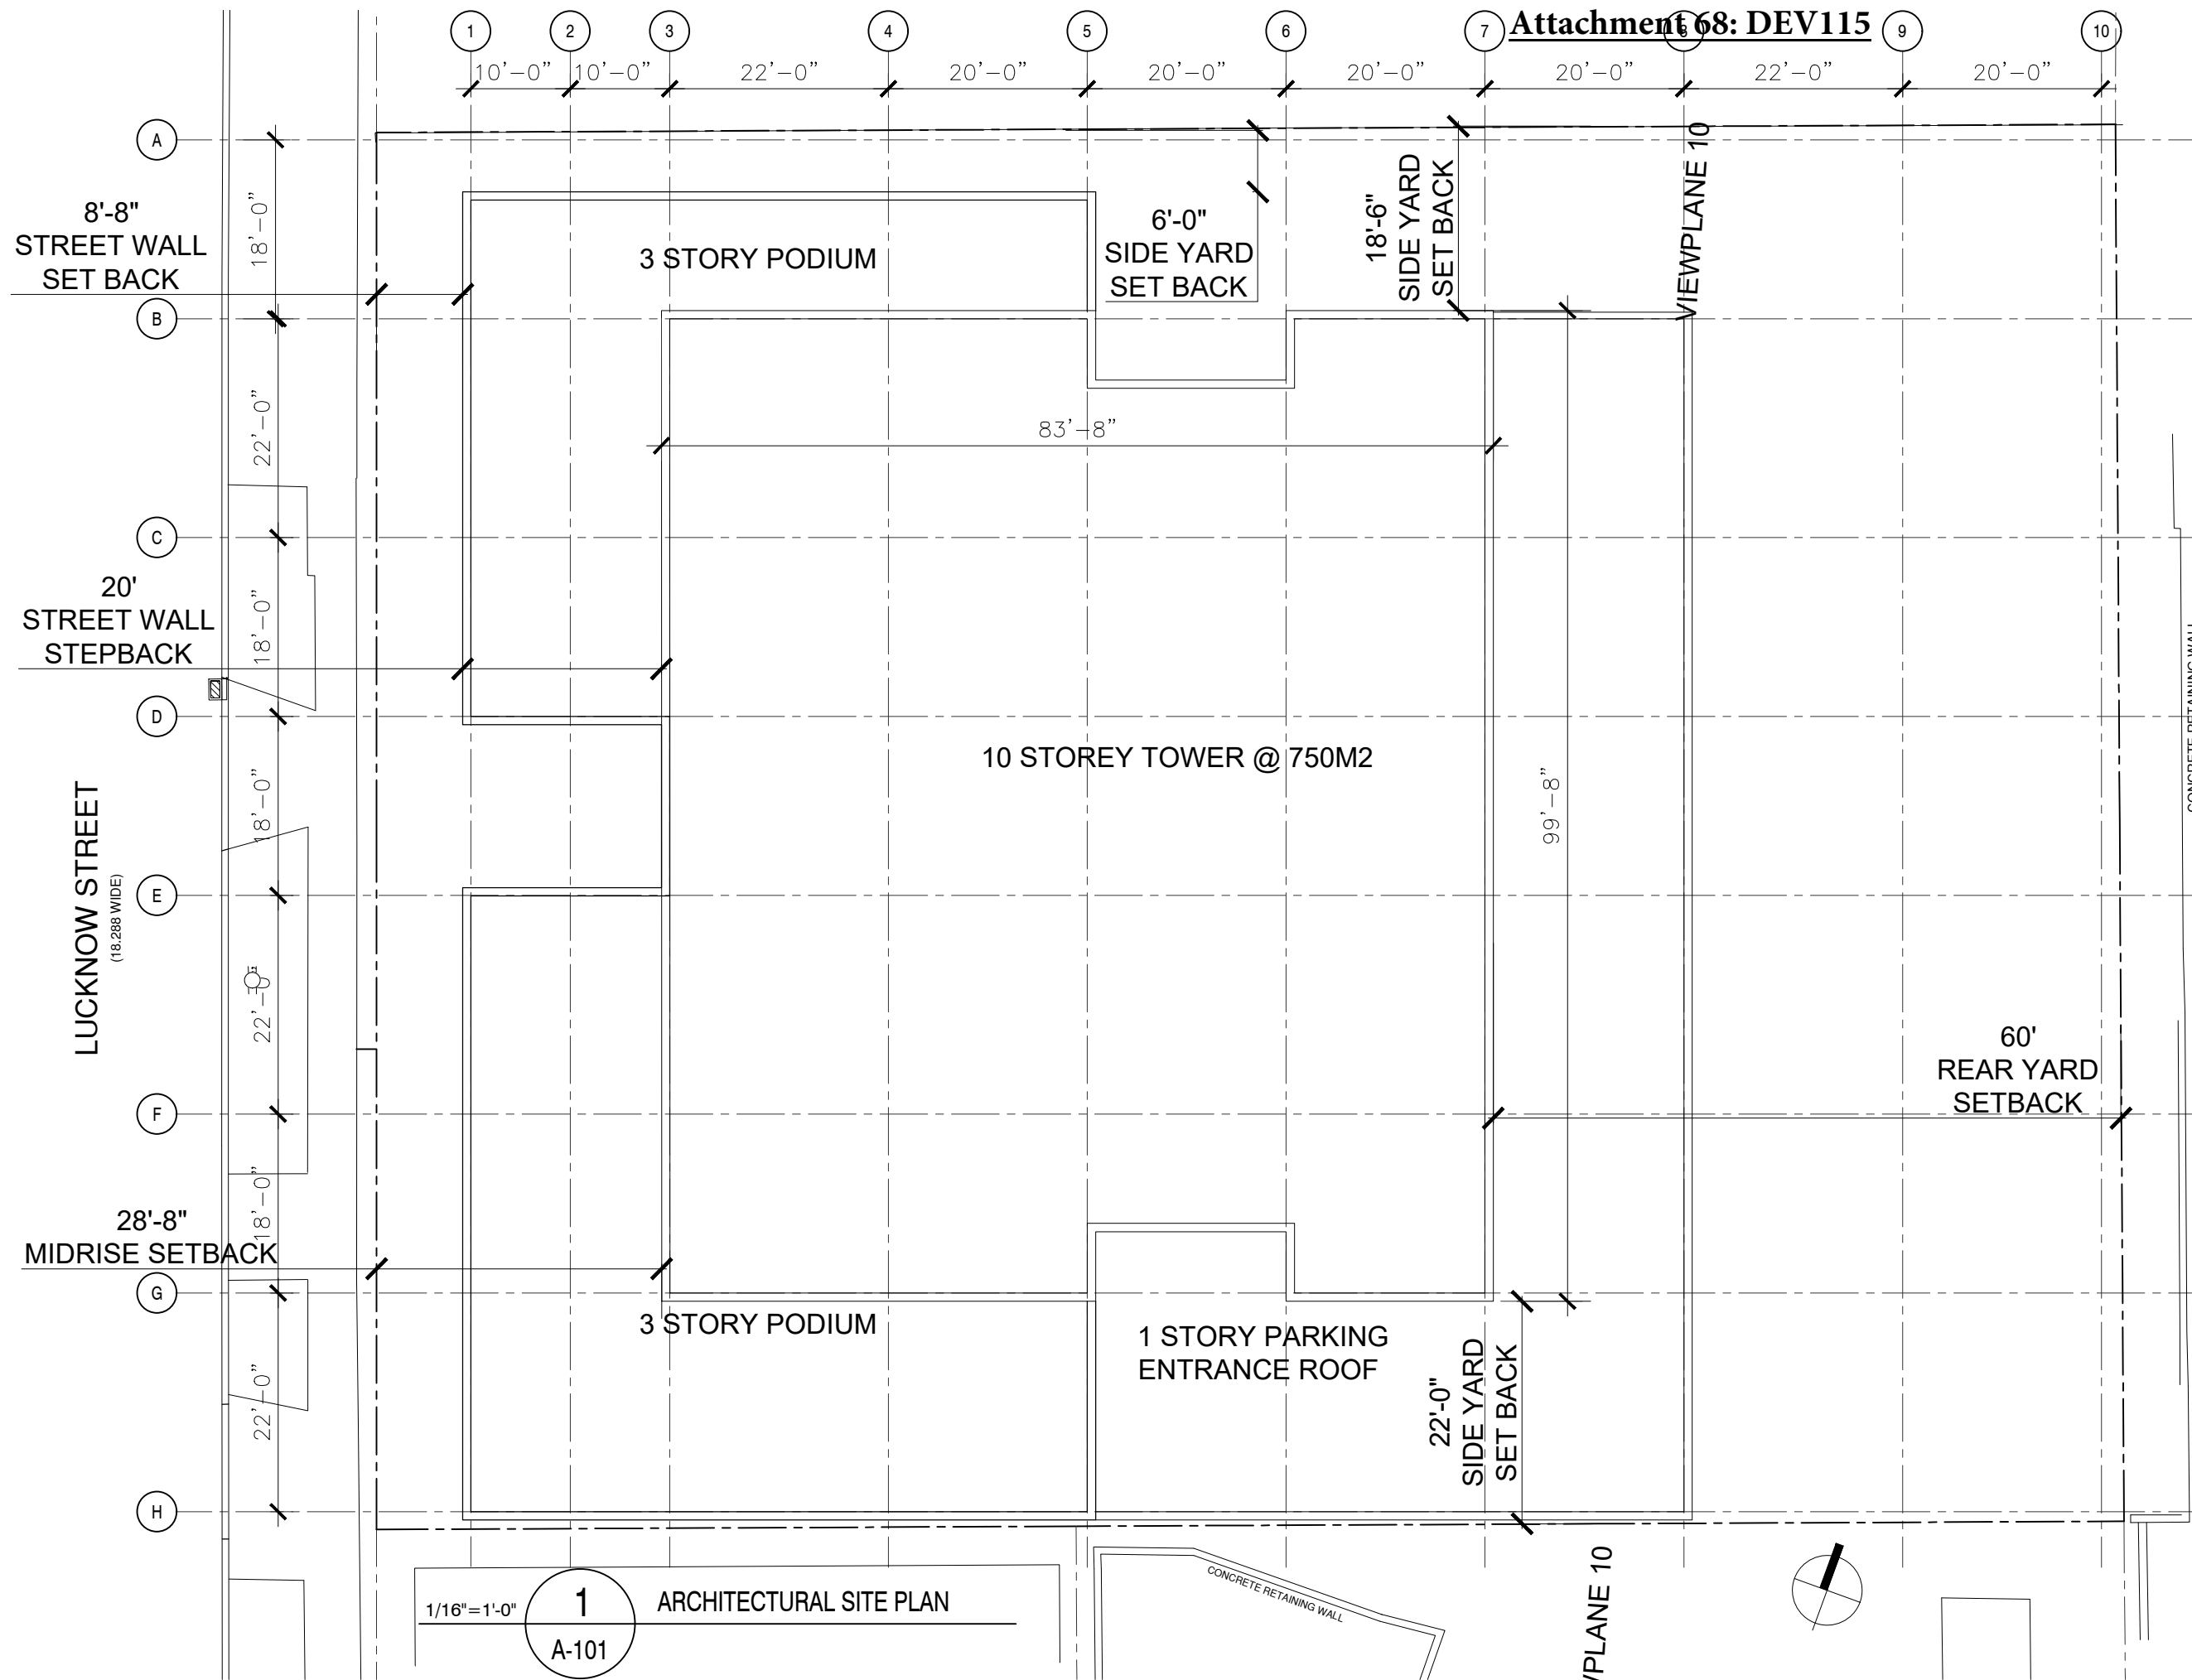 Attachment 68: DEV115
1 2 3 4 5 6 7 8 9 10
10'-0" 10'-0" 22'-0" 20'-0" 20'-0" 20'-0" 20'-0" 22'-0" 20'-0"
A
18'-0"
8'-8"
STREET WALL
SET BACK
B
3 STORY PODIUM
6'-0"
SIDE YARD
SET BACK
18'-6"
SIDE YARD
SET BACK
VIEWPLANE 10
22'-0"
83'-8"
C
20'
STREET WALL
STEPBACK
18'-0"
D
10 STOREY TOWER @ 750M2
99'-8"
CONCRETE RETAINING WALL
18'-0"
LUCKNOW STREET
(18.288 WIDE)
E
22'-0"
60'
REAR YARD
SETBACK
F
18'-0"
28'-8"
MIDRISE SETBACK
G
3 STORY PODIUM
1 STORY PARKING
ENTRANCE ROOF
22'-0"
SIDE YARD
SET BACK
22'-0"
H
1/16"=1'-0"
1
A-101
ARCHITECTURAL SITE PLAN
CONCRETE RETAINING WALL
WPLANE 10